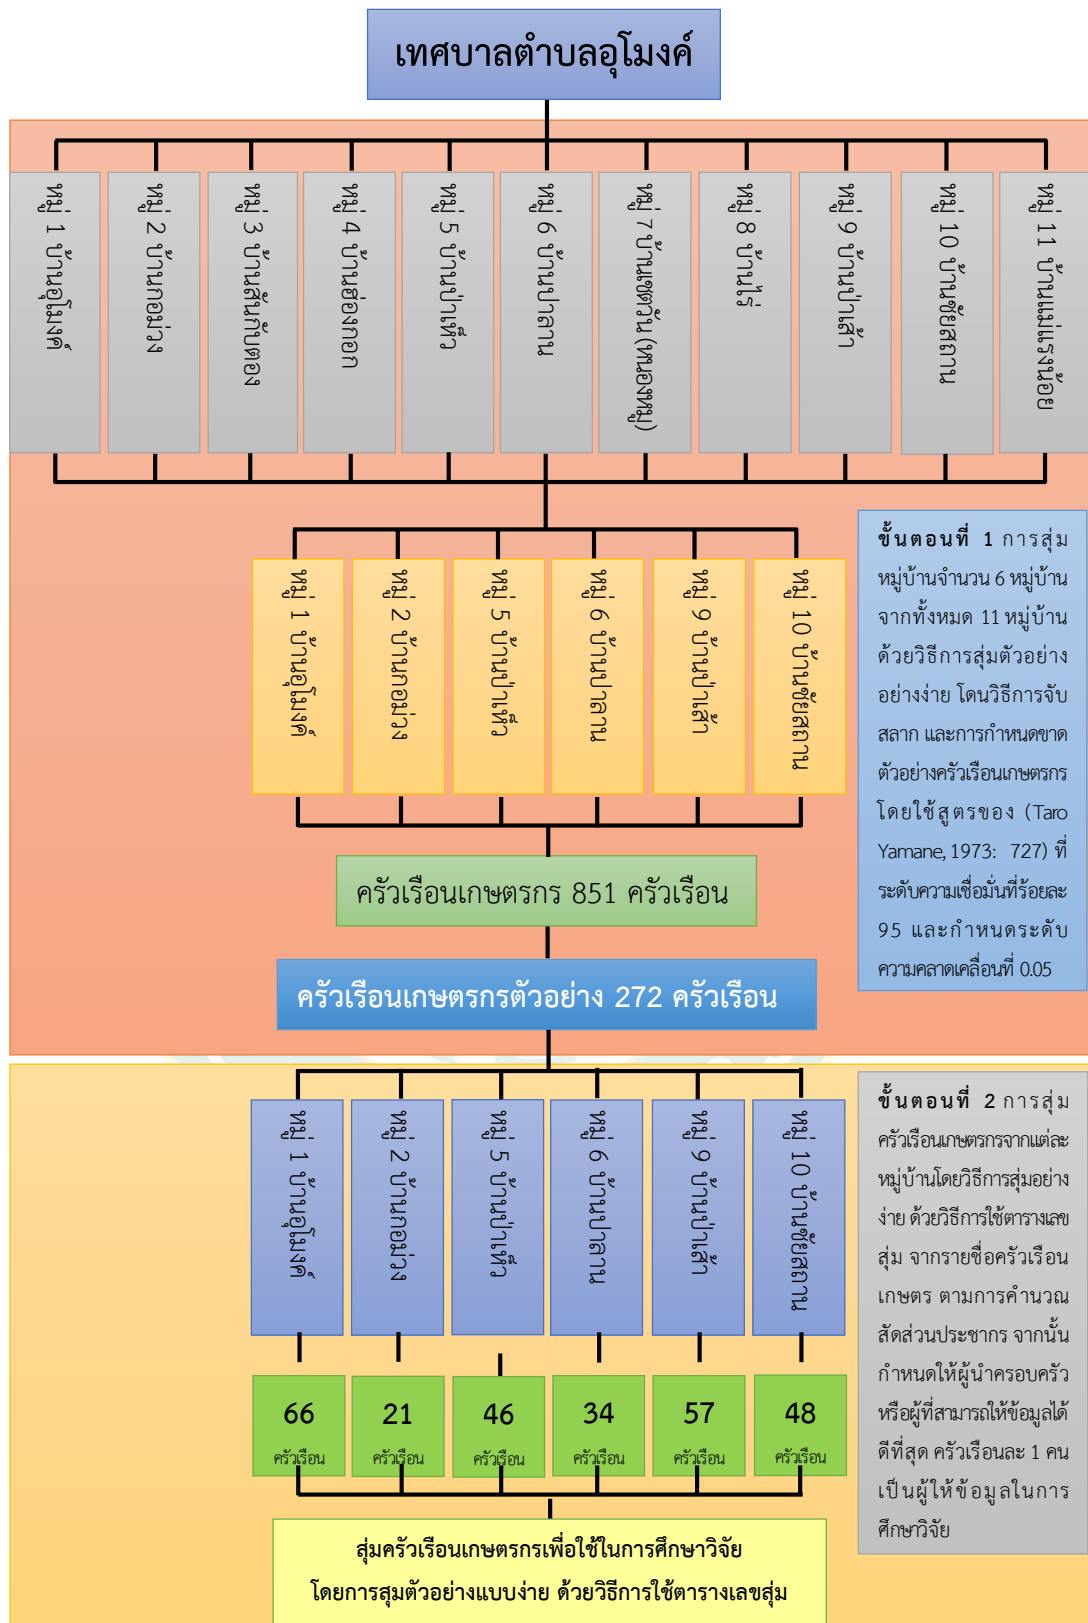 เทศบาลตำบลอุโมงค์
หมู่ 1 บ้านอุโมงค์
หมู่ 2 บ้านกอม่วง
หมู่ 3 บ้านสันกับตอง
หมู่ 4 บ้านฮ่องกอก
หมู่ 5 บ้านป่าเห็ว
หมู่ 6 บ้านปาลาน
หมู่ 7 บ้านเชตวัน (หนองหมู)
หมู่ 8 บ้านไร่
หมู่ 9 บ้านป่าเส้า
หมู่ 10 บ้านชัยสถาน
หมู่ 11 บ้านแม่แรงน้อย
หมู่ 1 บ้านอุโมงค์
หมู่ 2 บ้านกอม่วง
หมู่ 5 บ้านป่าเห็ว
หมู่ 6 บ้านปาลาน
หมู่ 9 บ้านป่าเส้า
หมู่ 10 บ้านชัยสถาน
ขั้นตอนที่ 1 การสุ่ม
หมู่บ้านจำนวน 6 หมู่บ้าน
จากทั้งหมด 11 หมู่บ้าน
ด้วยวิธีการสุ่มตัวอย่าง
อย่างง่าย โดนวิธีการจับ
สลาก และการกำหนดขาด
ตัวอย่างครัวเรือนเกษตรกร
โดยใช้สูตรของ (Taro
Yamane, 1973: 727) ที่
ระดับความเชื่อมั่นที่ร้อยละ
95 และกำหนดระดับ
ความคลาดเคลื่อนที่ 0.05
ครัวเรือนเกษตรกร 851 ครัวเรือน
ครัวเรือนเกษตรกรตัวอย่าง 272 ครัวเรือน
หมู่ 1 บ้านอุโมงค์
หมู่ 2 บ้านกอม่วง
หมู่ 5 บ้านป่าเห็ว
หมู่ 6 บ้านปาลาน
หมู่ 9 บ้านป่าเส้า
หมู่ 10 บ้านชัยสถาน
ขั้นตอนที่ 2 การสุ่ม
ครัวเรือนเกษตรกรจากแต่ละ
หมู่บ้านโดยวิธีการสุ่มอย่าง
ง่าย ด้วยวิธีการใช้ตารางเลข
สุ่ม จากรายชื่อครัวเรือน
เกษตร ตามการคำนวณ
สัดส่วนประชากร จากนั้น
กำหนดให้ผู้นำครอบครัว
หรือผู้ที่สามารถให้ข้อมูลได้
ดีที่สุด ครัวเรือนละ 1 คน
เป็นผู้ให้ข้อมูลในการ
ศึกษาวิจัย
66 21 46 34 57 48
ครัวเรือน ครัวเรือน ครัวเรือน ครัวเรือน ครัวเรือน ครัวเรือน
สุ่มครัวเรือนเกษตรกรเพื่อใช้ในการศึกษาวิจัย
โดยการสุมตัวอย่างแบบง่าย ด้วยวิธีการใช้ตารางเลขสุ่ม